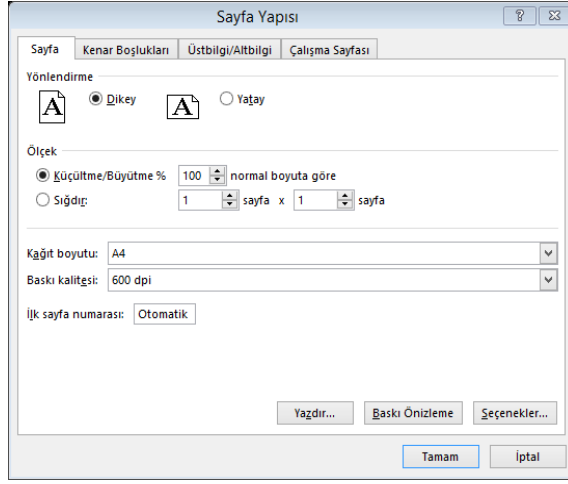 Sayfa Yapısı
Sayfa Kenar Boşlukları Üstbilgi/Altbilgi Çalışma Sayfası
Yönlendirme
A Dikey A Yatay
Ölçek
Küçültme/Büyütme % 100 normal boyuta göre
Sığdır: 1 sayfa x 1 sayfa
Kağıt boyutu: A4
Baskı kalitesi: 600 dpi
İlk sayfa numarası: Otomatik
Yazdır... Baskı Önizleme Seçenekler...
Tamam İptal